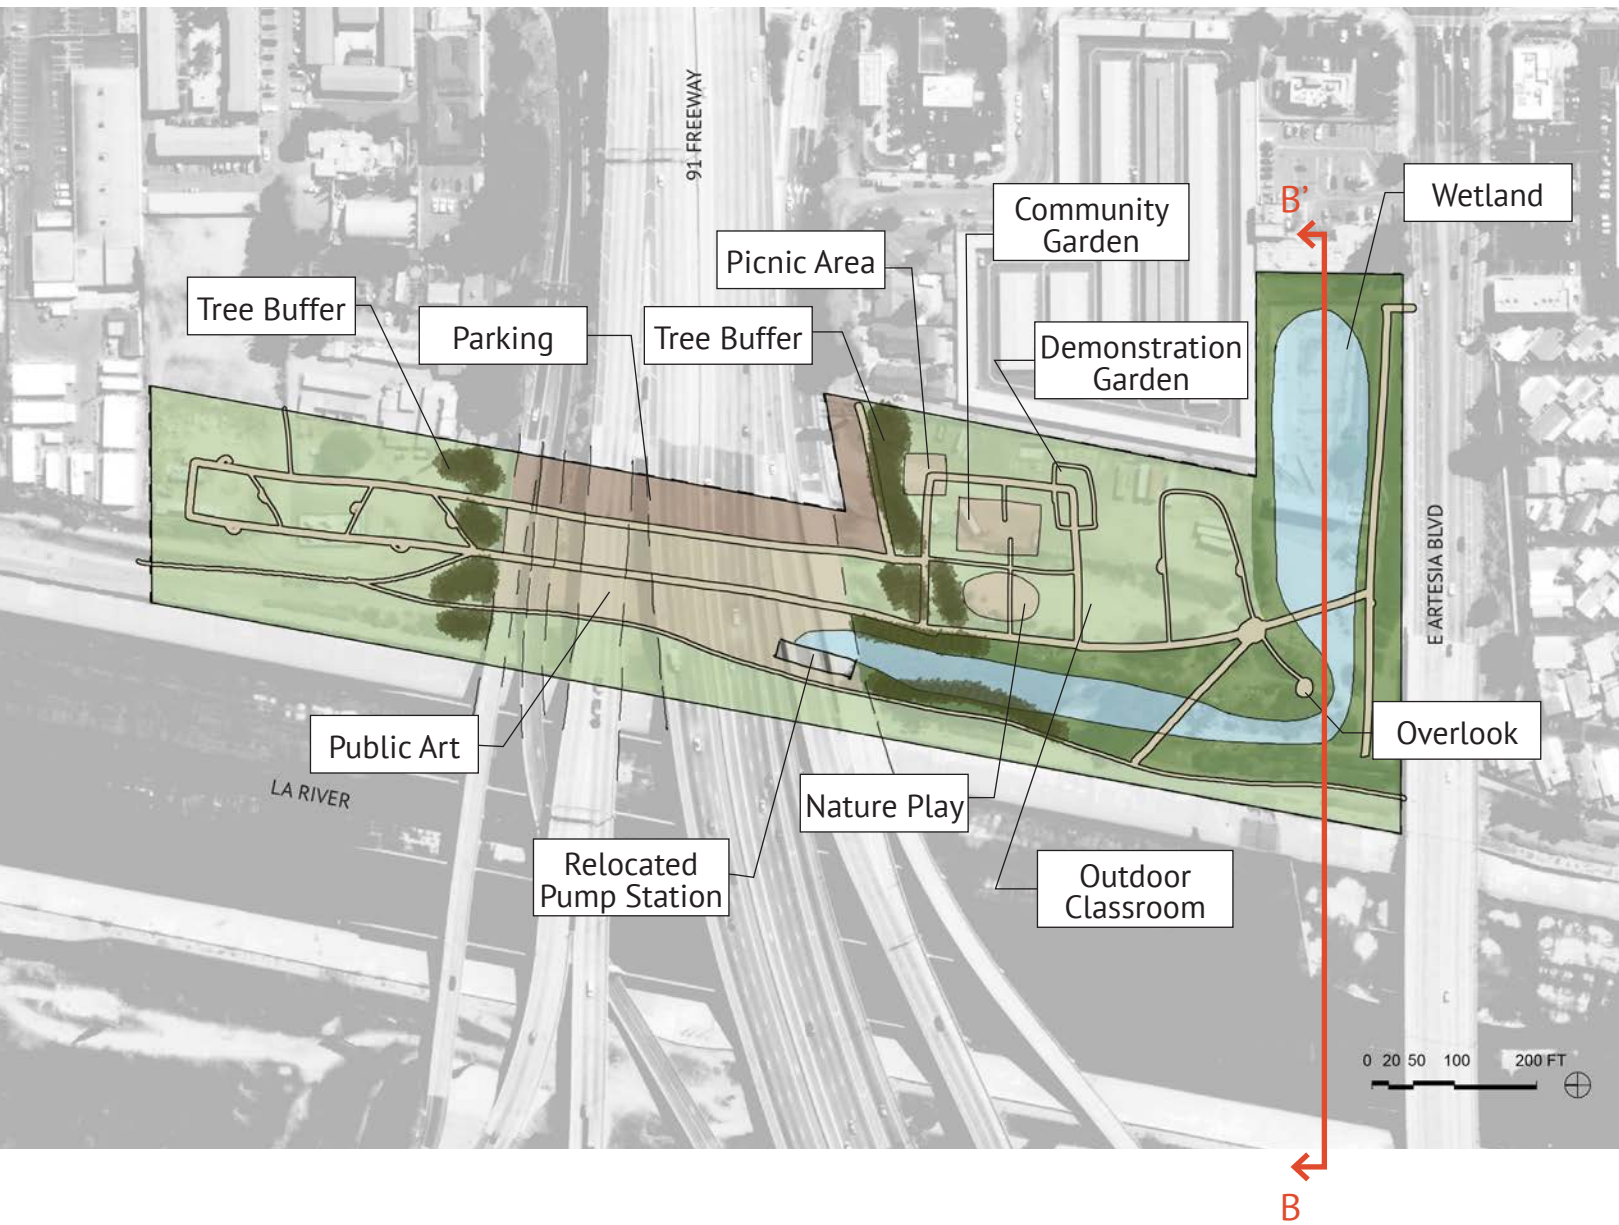 91 FREEWAY
B'
Wetland
Community
Garden
Picnic Area
Tree Buffer
Parking
Tree Buffer
Demonstration
Garden
E ARTESIA BLVD
Public Art
Overlook
LA RIVER
Nature Play
Relocated
Pump Station
Outdoor
Classroom
0 20 50 100 200 FT
B